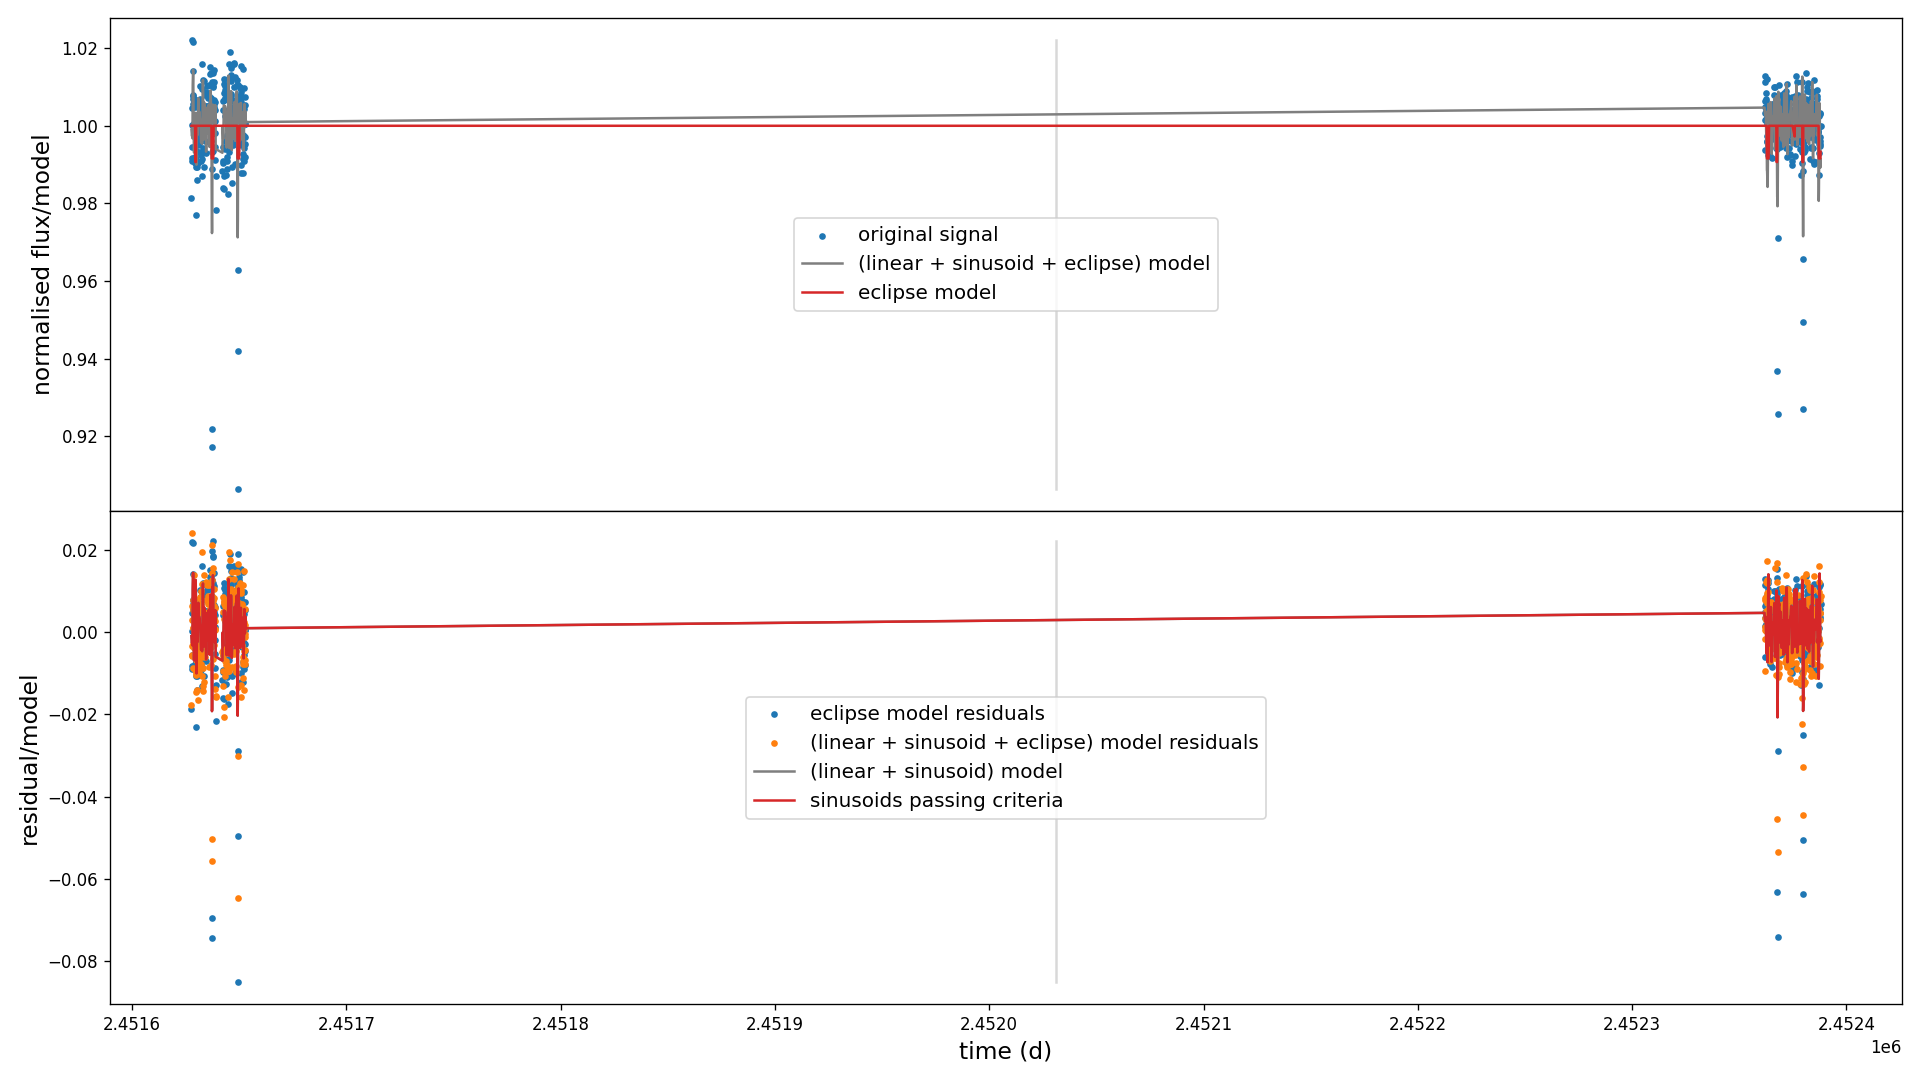 1.02
1.00
0.98
0.96
0.94
0.92
normalised flux/model
original signal
(linear + sinusoid + eclipse) model
eclipse model
0.02
0.00
−0.02
−0.04
−0.06
−0.08
residual/model
eclipse model residuals
(linear + sinusoid + eclipse) model residuals
(linear + sinusoid) model
sinusoids passing criteria
2.4516 2.4517 2.4518 2.4519 2.4520 2.4521 2.4522 2.4523 2.4524
1e6
time (d)